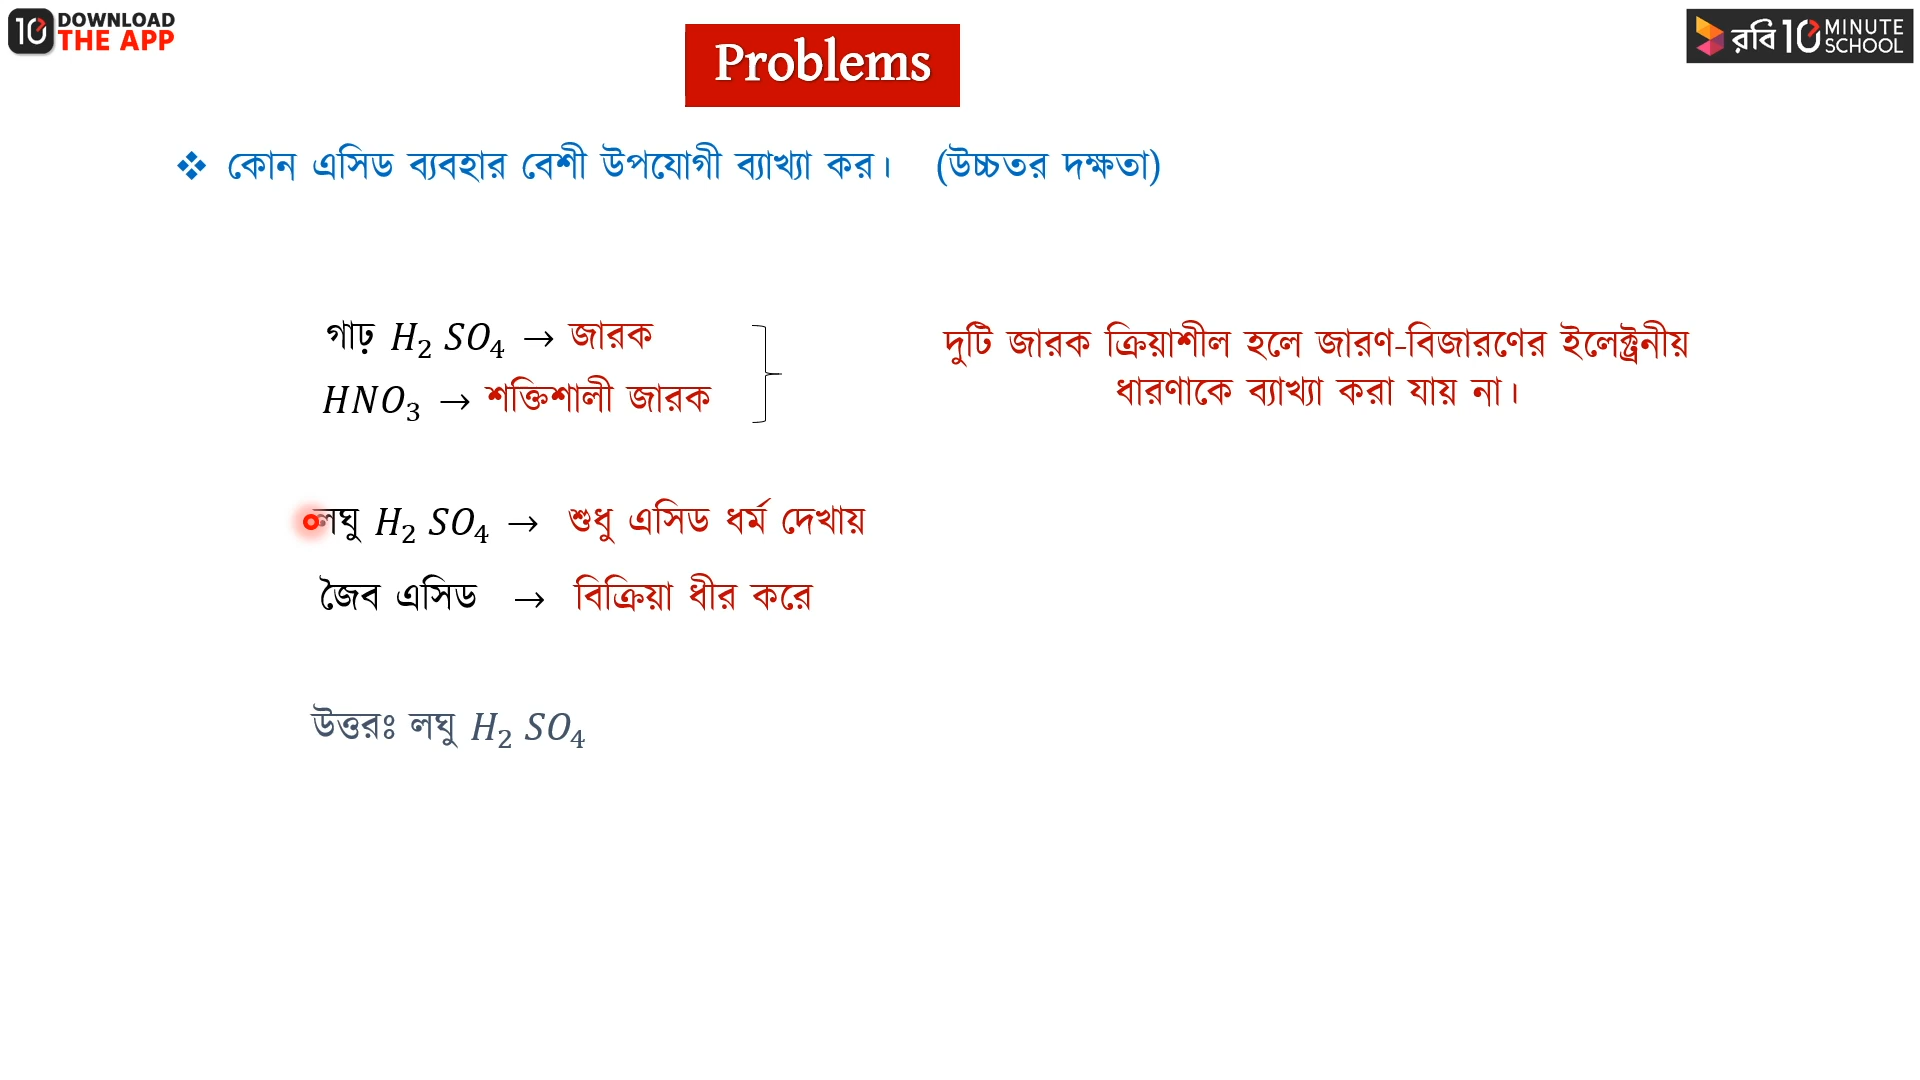 10 DOWNLOAD THE APP
রবি 10 MINUTE SCHOOL
Problems
❖ কোন এসিড ব্যবহার বেশী উপযোগী ব্যাখ্যা কর। (উচ্চতর দক্ষতা)
গাঢ় H₂ SO₄ → জারক
HNO₃ → শক্তিশালী জারক
দুটি জারক ক্রিয়াশীল হলে জারণ-বিজারণের ইলেক্ট্রনীয়
ধারণাকে ব্যাখ্যা করা যায় না।
লঘু H₂ SO₄ → শুধু এসিড ধর্ম দেখায়
জৈব এসিড → বিক্রিয়া ধীর করে
উত্তরঃ লঘু H₂ SO₄